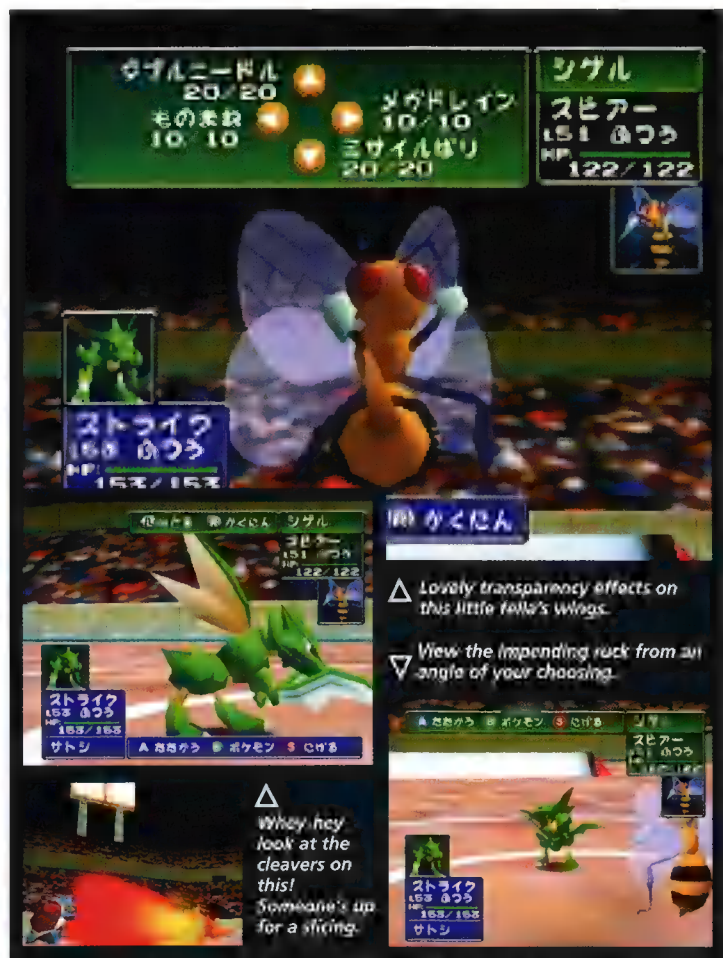 ダブルニードル
20/20
ものまね
10/10
メガドレイン
10/10
ミサイルばり
20/20
シゲル
スピアー
L51 ふつう
HP:
122/122
ストライク
L53 ふつう
HP:
153/153
R かくにん
シゲル
スピアー
L51 ふつう
HP:
122/122
ストライク
L53 ふつう
HP:
153/153
サトシ
A たたかう B ポケモン S にげる
R かくにん
△ Lovely transparency effects on
this little fella's wings.
▽ View the impending ruck from an
angle of your choosing.
△
Whey-hey
look at the
cleavers on
this!
Someone's up
for a slicing.
A たたかう B ポケモン S にげる
シゲル
スピアー
ストライク
L53 ふつう
HP:
153/153
サトシ